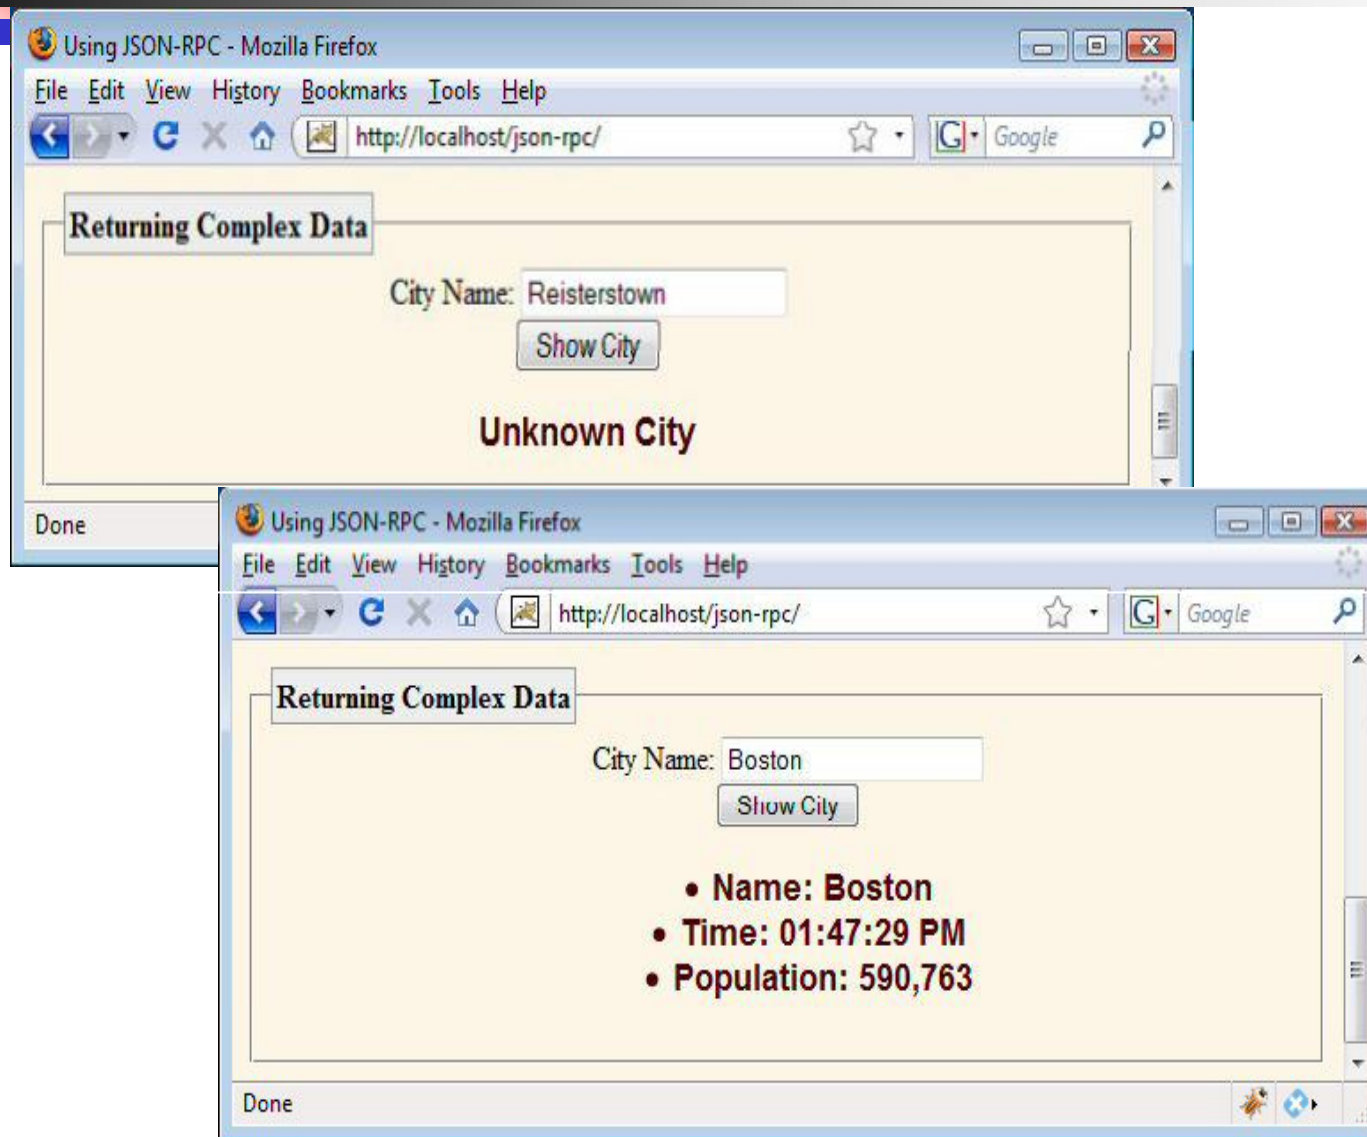 Using JSON-RPC - Mozilla Firefox
File Edit View History Bookmarks Tools Help
http://localhost/json-rpc/
G Google
Returning Complex Data
City Name: Reisterstown
Show City
Unknown City
Done
Using JSON-RPC - Mozilla Firefox
File Edit View History Bookmarks Tools Help
http://localhost/json-rpc/
G Google
Returning Complex Data
City Name: Boston
Show City
• Name: Boston
• Time: 01:47:29 PM
• Population: 590,763
Done